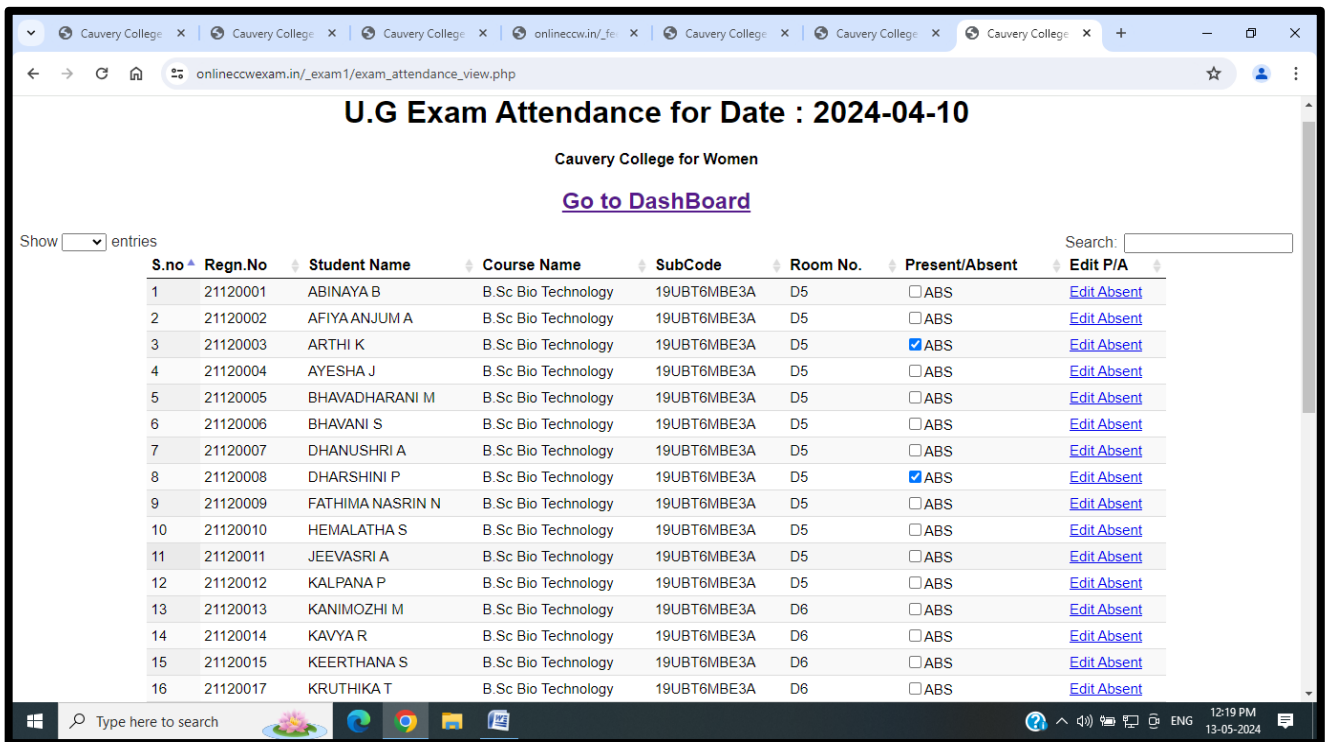 Cauvery College Cauvery College Cauvery College onlineccw.in/_fe Cauvery College Cauvery College Cauvery College
onlineccwexam.in/_exam1/exam_attendance_view.php
U.G Exam Attendance for Date : 2024-04-10
Cauvery College for Women
Go to DashBoard
Show entries Search:
S.no Regn.No Student Name Course Name SubCode Room No. Present/Absent Edit P/A
1 21120001 ABINAYA B B.Sc Bio Technology 19UBT6MBE3A D5 ABS Edit Absent
2 21120002 AFIYA ANJUM A B.Sc Bio Technology 19UBT6MBE3A D5 ABS Edit Absent
3 21120003 ARTHI K B.Sc Bio Technology 19UBT6MBE3A D5 ABS Edit Absent
4 21120004 AYESHA J B.Sc Bio Technology 19UBT6MBE3A D5 ABS Edit Absent
5 21120005 BHAVADHARANI M B.Sc Bio Technology 19UBT6MBE3A D5 ABS Edit Absent
6 21120006 BHAVANI S B.Sc Bio Technology 19UBT6MBE3A D5 ABS Edit Absent
7 21120007 DHANUSHRI A B.Sc Bio Technology 19UBT6MBE3A D5 ABS Edit Absent
8 21120008 DHARSHINI P B.Sc Bio Technology 19UBT6MBE3A D5 ABS Edit Absent
9 21120009 FATHIMA NASRIN N B.Sc Bio Technology 19UBT6MBE3A D5 ABS Edit Absent
10 21120010 HEMALATHA S B.Sc Bio Technology 19UBT6MBE3A D5 ABS Edit Absent
11 21120011 JEEVASRI A B.Sc Bio Technology 19UBT6MBE3A D5 ABS Edit Absent
12 21120012 KALPANA P B.Sc Bio Technology 19UBT6MBE3A D5 ABS Edit Absent
13 21120013 KANIMOZHI M B.Sc Bio Technology 19UBT6MBE3A D6 ABS Edit Absent
14 21120014 KAVYA R B.Sc Bio Technology 19UBT6MBE3A D6 ABS Edit Absent
15 21120015 KEERTHANA S B.Sc Bio Technology 19UBT6MBE3A D6 ABS Edit Absent
16 21120017 KRUTHIKA T B.Sc Bio Technology 19UBT6MBE3A D6 ABS Edit Absent
Type here to search ENG 12:19 PM
13-05-2024